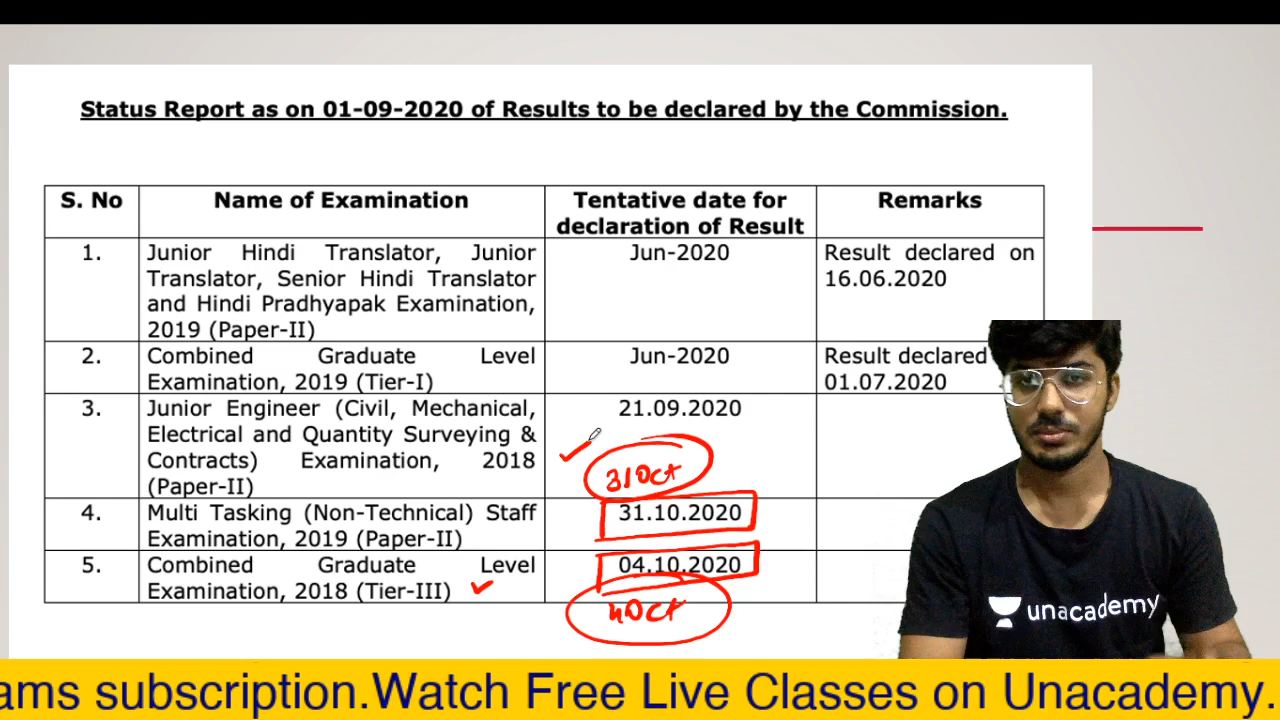 Status Report as on 01-09-2020 of Results to be declared by the Commission.
S. No Name of Examination Tentative date for declaration of Result Remarks
1. Junior Hindi Translator, Junior Translator, Senior Hindi Translator and Hindi Pradhyapak Examination, 2019 (Paper-II) Jun-2020 Result declared on 16.06.2020
2. Combined Graduate Level Examination, 2019 (Tier-I) Jun-2020 Result declared 01.07.2020
3. Junior Engineer (Civil, Mechanical, Electrical and Quantity Surveying & Contracts) Examination, 2018 (Paper-II) 21.09.2020
31 Oct
4. Multi Tasking (Non-Technical) Staff Examination, 2019 (Paper-II) 31.10.2020
5. Combined Graduate Level Examination, 2018 (Tier-III) 04.10.2020
4 Oct
unacademy
ams subscription.Watch Free Live Classes on Unacademy.